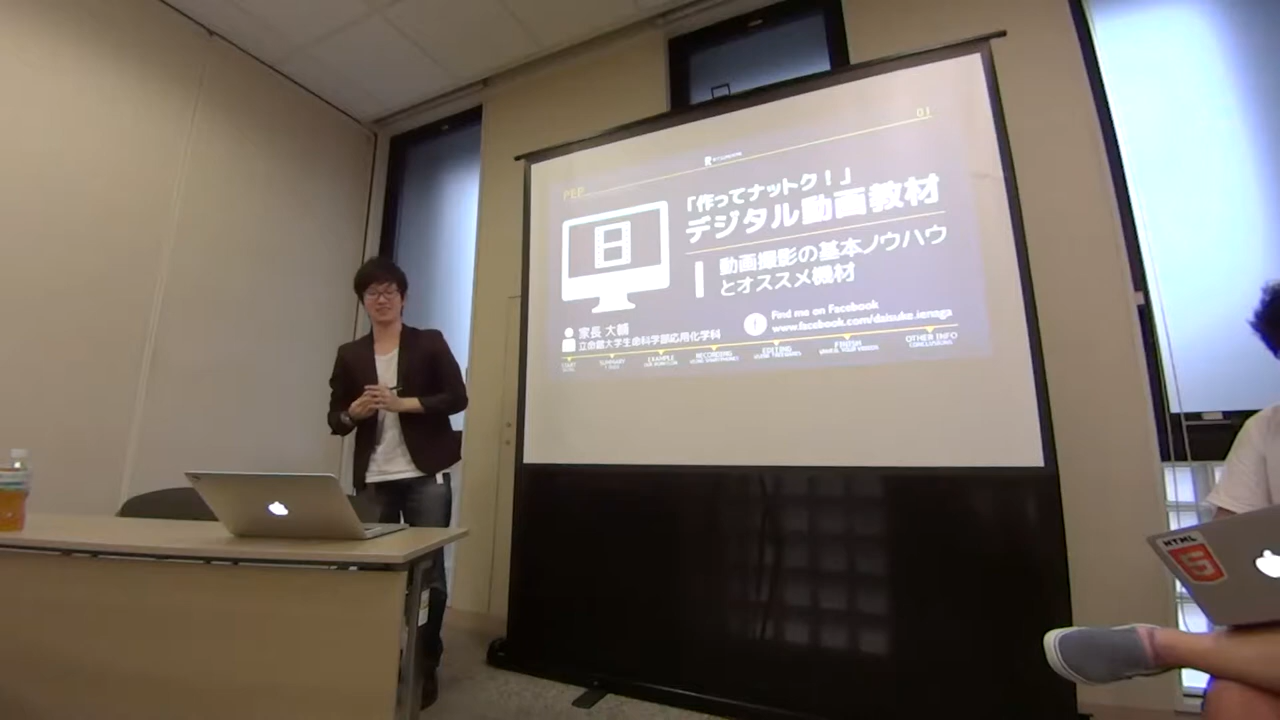 01
PEP
「作ってナットク！」
デジタル動画教材
動画撮影の基本ノウハウ
とオススメ機材
家長 大輔
立命館大学生命科学部応用化学科
Find me on Facebook
www.facebook.com/daisuke.ienaga
START
SUMMARY
EXAMPLE
RECORDING
EDITING
FINISH
OTHER INFO
CONCLUSIONS
HTML
5